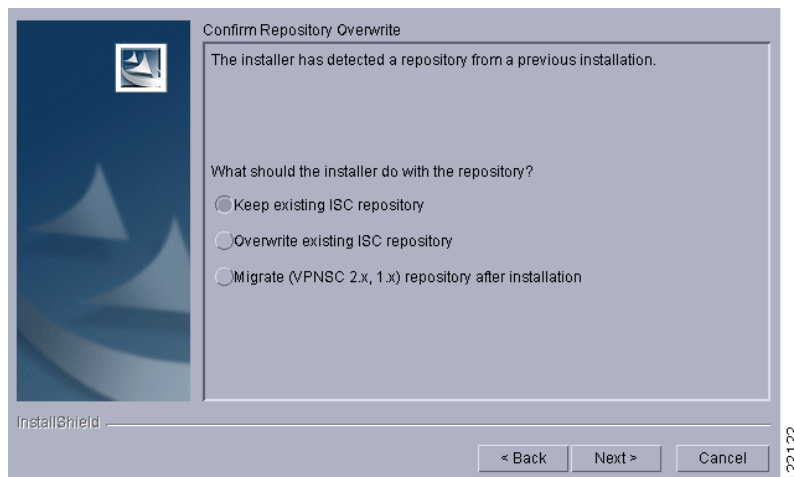 Confirm Repository Overwrite
The installer has detected a repository from a previous installation.
What should the installer do with the repository?
Keep existing ISC repository
Overwrite existing ISC repository
Migrate (VPNSC 2.x, 1.x) repository after installation
InstallShield
< Back
Next >
Cancel
122122